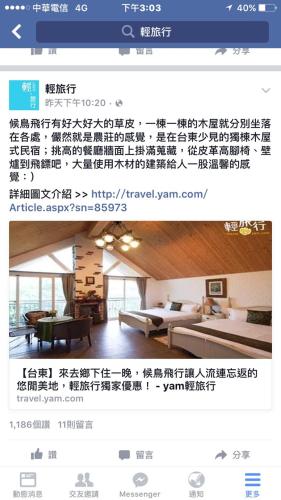 中華電信 4G 下午3:03 40%
輕旅行
讚 留言 分享
輕旅行
昨天下午10:20
候鳥飛行有好大好大的草皮，一棟一棟的木屋就分別坐落
在各處，儼然就是農莊的感覺，是在台東少見的獨棟木屋
式民宿；挑高的餐廳牆面上掛滿蒐藏，從皮革高腳椅、壁
爐到飛鏢吧，大量使用木材的建築給人一股溫馨的感
覺：）
詳細圖文介紹 >> http://travel.yam.com/
Article.aspx?sn=85973
輕旅行
【台東】來去鄉下住一晚，候鳥飛行讓人流連忘返的
悠閒美地，輕旅行獨家優惠！ - yam輕旅行
travel.yam.com
1,186個讚 11則留言
讚 留言 分享
動態消息 交友邀請 Messenger 通知 更多